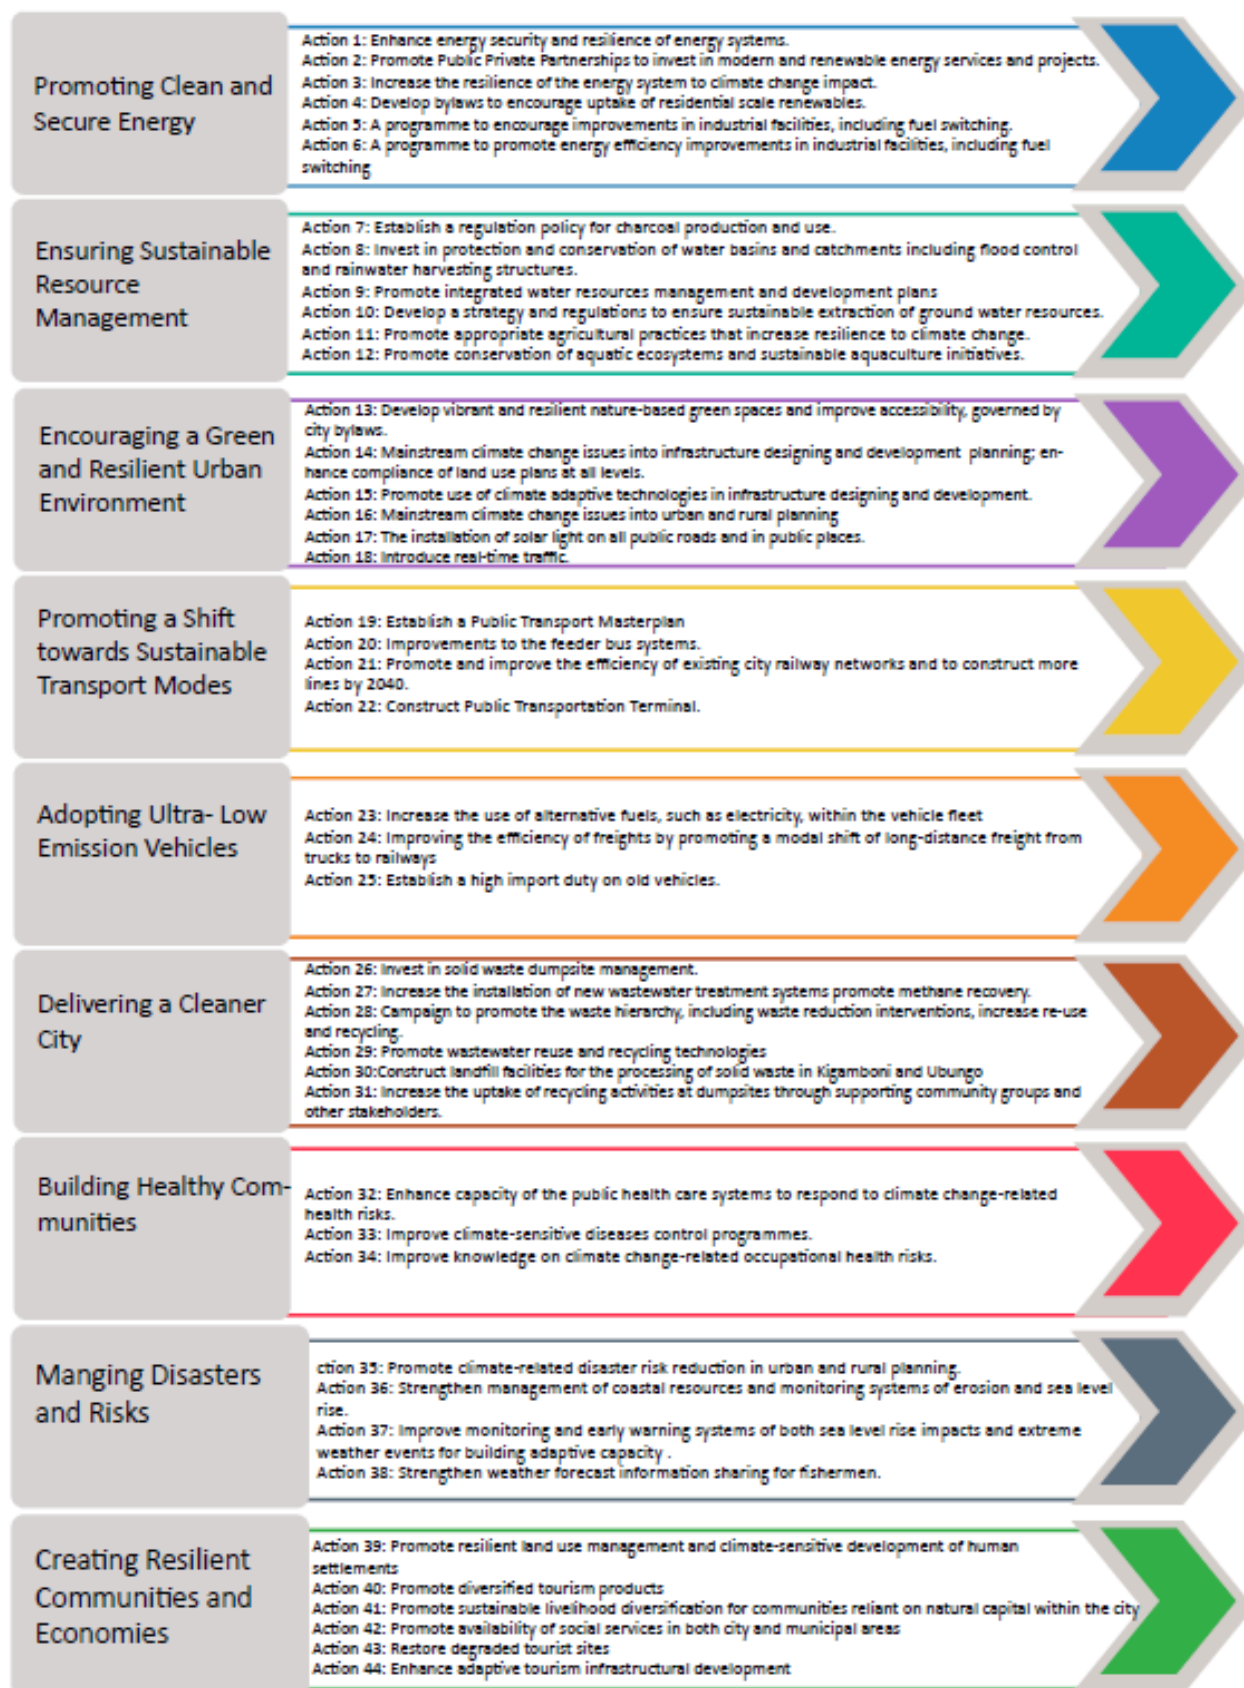 Promoting Clean and
Secure Energy
Action 1: Enhance energy security and resilience of energy systems.
Action 2: Promote Public Private Partnerships to invest in modern and renewable energy services and projects.
Action 3: Increase the resilience of the energy system to climate change impact.
Action 4: Develop bylaws to encourage uptake of residential scale renewables.
Action 5: A programme to encourage improvements in industrial facilities, including fuel switching.
Action 6: A programme to promote energy efficiency improvements in industrial facilities, including fuel
switching
Ensuring Sustainable
Resource
Management
Action 7: Establish a regulation policy for charcoal production and use.
Action 8: Invest in protection and conservation of water basins and catchments including flood control
and rainwater harvesting structures.
Action 9: Promote integrated water resources management and development plans
Action 10: Develop a strategy and regulations to ensure sustainable extraction of ground water resources.
Action 11: Promote appropriate agricultural practices that increase resilience to climate change.
Action 12: Promote conservation of aquatic ecosystems and sustainable aquaculture initiatives.
Encouraging a Green
and Resilient Urban
Environment
Action 13: Develop vibrant and resilient nature-based green spaces and improve accessibility, governed by
city bylaws.
Action 14: Mainstream climate change issues into infrastructure designing and development planning; en-
hance compliance of land use plans at all levels.
Action 15: Promote use of climate adaptive technologies in infrastructure designing and development.
Action 16: Mainstream climate change issues into urban and rural planning
Action 17: The installation of solar light on all public roads and in public places.
Action 18: Introduce real-time traffic.
Promoting a Shift
towards Sustainable
Transport Modes
Action 19: Establish a Public Transport Masterplan
Action 20: Improvements to the feeder bus systems.
Action 21: Promote and improve the efficiency of existing city railway networks and to construct more
lines by 2040.
Action 22: Construct Public Transportation Terminal.
Adopting Ultra- Low
Emission Vehicles
Action 23: Increase the use of alternative fuels, such as electricity, within the vehicle fleet
Action 24: Improving the efficiency of freights by promoting a modal shift of long-distance freight from
trucks to railways
Action 25: Establish a high import duty on old vehicles.
Delivering a Cleaner
City
Action 26: Invest in solid waste dumpsite management.
Action 27: Increase the installation of new wastewater treatment systems promote methane recovery.
Action 28: Campaign to promote the waste hierarchy, including waste reduction interventions, increase re-use
and recycling.
Action 29: Promote wastewater reuse and recycling technologies
Action 30:Construct landfill facilities for the processing of solid waste in Kigamboni and Ubungo
Action 31: Increase the uptake of recycling activities at dumpsites through supporting community groups and
other stakeholders.
Building Healthy Com-
munities
Action 32: Enhance capacity of the public health care systems to respond to climate change-related
health risks.
Action 33: Improve climate-sensitive diseases control programmes.
Action 34: Improve knowledge on climate change-related occupational health risks.
Manging Disasters
and Risks
ction 35: Promote climate-related disaster risk reduction in urban and rural planning.
Action 36: Strengthen management of coastal resources and monitoring systems of erosion and sea level
rise.
Action 37: Improve monitoring and early warning systems of both sea level rise impacts and extreme
weather events for building adaptive capacity .
Action 38: Strengthen weather forecast information sharing for fishermen.
Creating Resilient
Communities and
Economies
Action 39: Promote resilient land use management and climate-sensitive development of human
settlements
Action 40: Promote diversified tourism products
Action 41: Promote sustainable livelihood diversification for communities reliant on natural capital within the city
Action 42: Promote availability of social services in both city and municipal areas
Action 43: Restore degraded tourist sites
Action 44: Enhance adaptive tourism infrastructural development